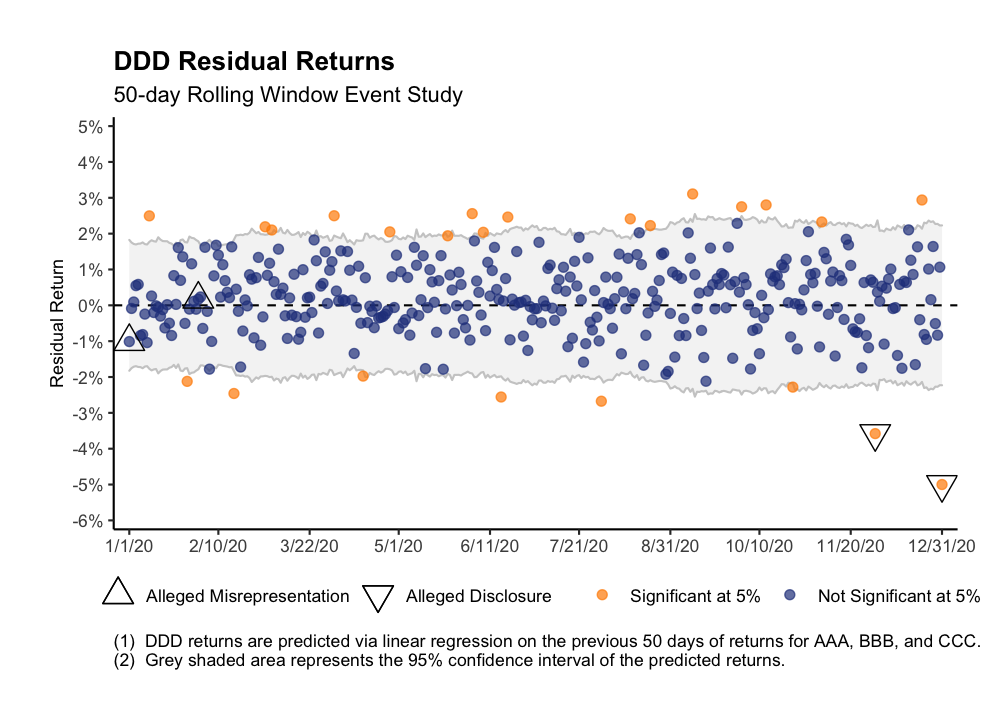 DDD Residual Returns
50-day Rolling Window Event Study
Residual Return
5%
4%
3%
2%
1%
0%
-1%
-2%
-3%
-4%
-5%
-6%
1/1/20 2/10/20 3/22/20 5/1/20 6/11/20 7/21/20 8/31/20 10/10/20 11/20/20 12/31/20
Alleged Misrepresentation Alleged Disclosure Significant at 5% Not Significant at 5%
(1) DDD returns are predicted via linear regression on the previous 50 days of returns for AAA, BBB, and CCC.
(2) Grey shaded area represents the 95% confidence interval of the predicted returns.